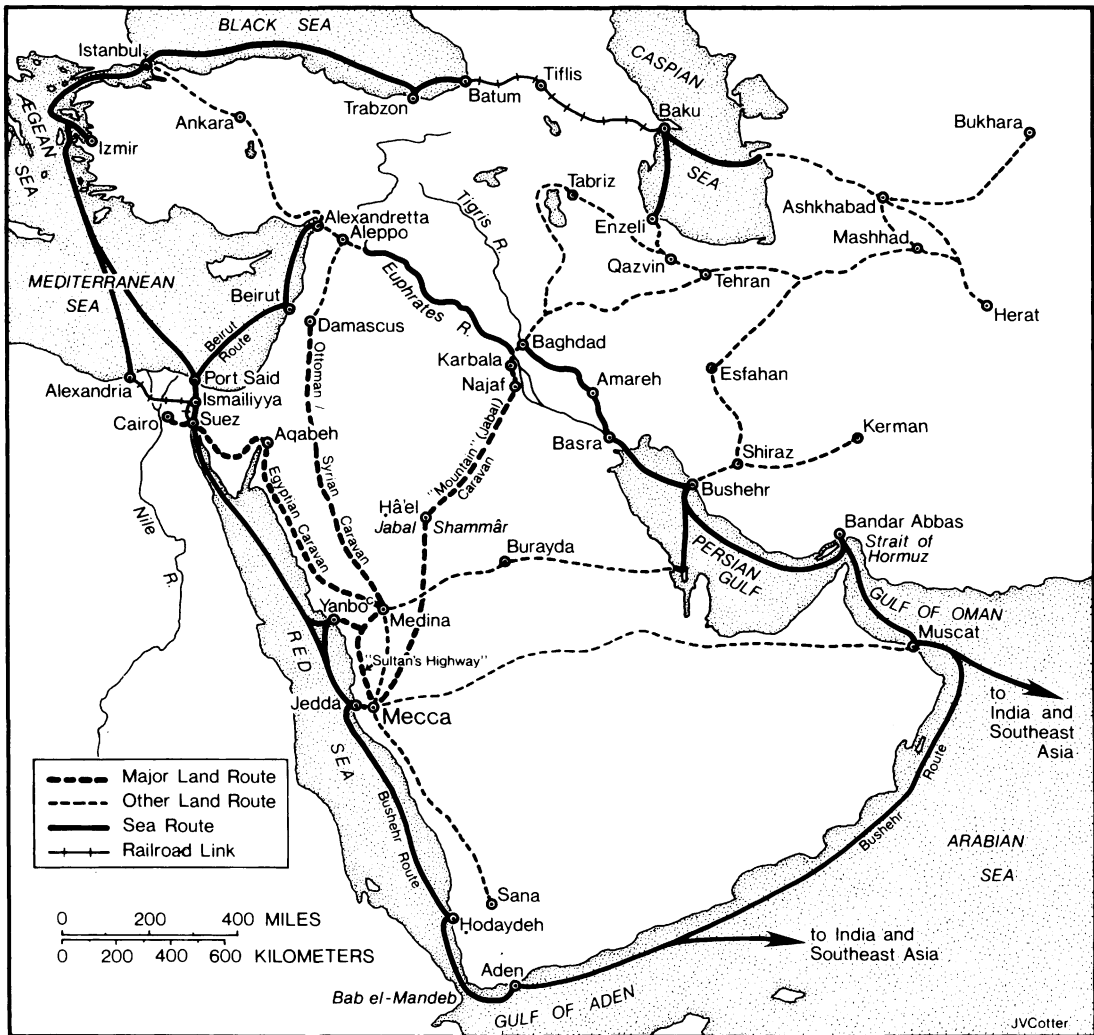 BLACK SEA
Istanbul
CASPIAN
SEA
Tiflis
Batum
Trabzon
Baku
Bukhara
Ankara
ÆGEAN
SEA
Izmir
Tigris R.
Tabriz
Ashkhabad
Enzeli
Mashhad
Alexandretta
Aleppo
Qazvin
Tehran
MEDITERRANEAN
SEA
Euphrates R.
Beirut
Herat
Damascus
Beirut
Route
Baghdad
Karbala
Alexandria
Port Said
Najaf
Amareh
Esfahan
Ismailiyya
Cairo
Suez
Ottoman /
Syrian
Caravan
Aqabeh
Basra
Kerman
Shiraz
"Mountain" (Jabal)
Caravan
Egyptian Caravan
Bushehr
Hâ'el
Jabal Shammâr
Nile
R.
Bandar Abbas
Strait of
Hormuz
Burayda
PERSIAN
GULF
GULF OF OMAN
Yanboᶜ
Medina
Muscat
RED
SEA
"Sultan's Highway"
Jedda
Mecca
to
India and
Southeast
Asia
Major Land Route
Other Land Route
Sea Route
Railroad Link
Bushehr Route
Bushehr
Route
ARABIAN
SEA
Sana
0 200 400 MILES
Hodaydeh
0 200 400 600 KILOMETERS
to India and
Southeast Asia
Aden
Bab el-Mandeb
GULF OF ADEN
JVCotter